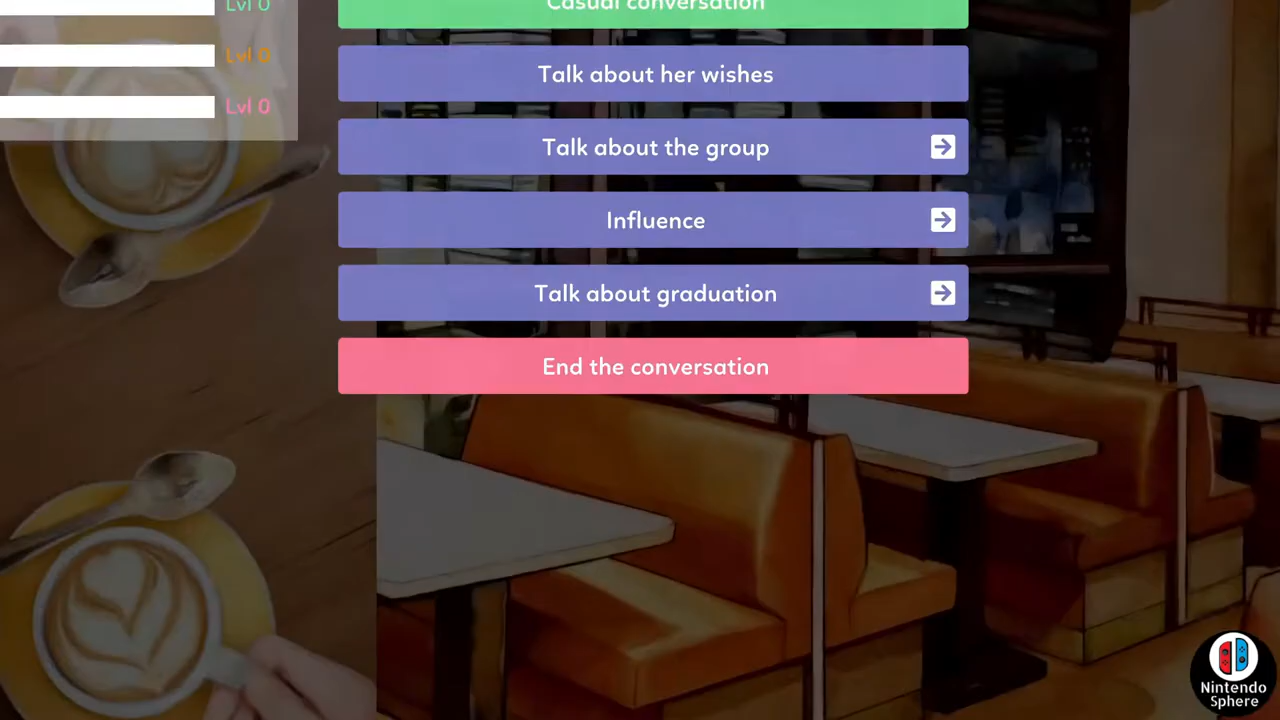 Lvl 0
Casual conversation
Lvl 0
Talk about her wishes
Lvl 0
Talk about the group
Influence
Talk about graduation
End the conversation
Nintendo
Sphere